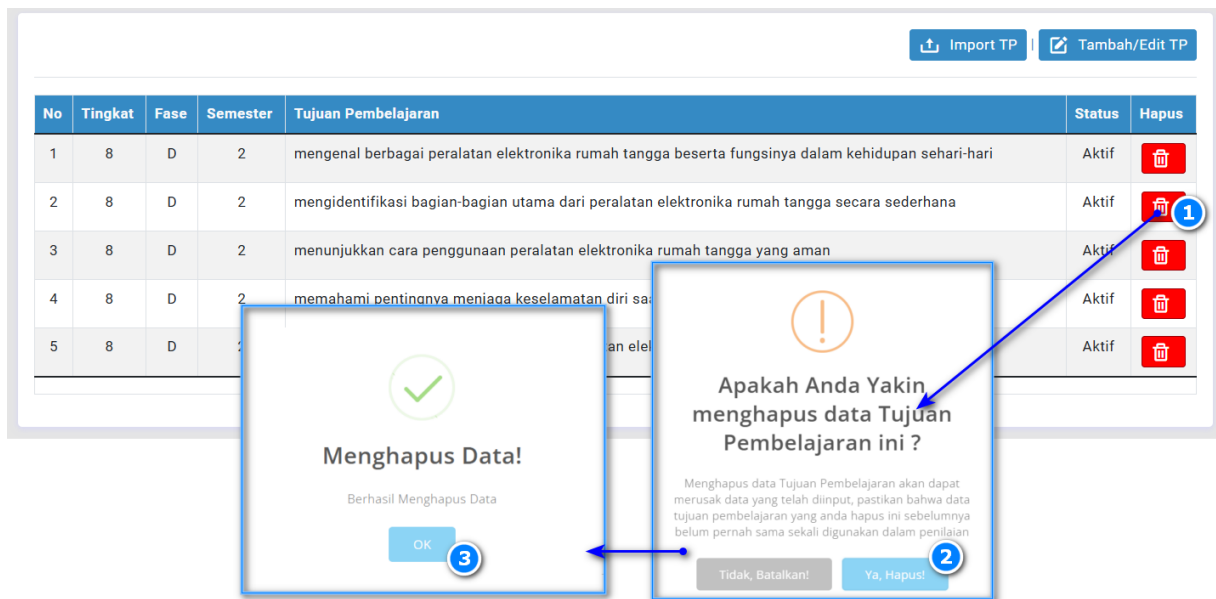 Import TP | Tambah/Edit TP
No Tingkat Fase Semester Tujuan Pembelajaran Status Hapus
1 8 D 2 mengenal berbagai peralatan elektronika rumah tangga beserta fungsinya dalam kehidupan sehari-hari Aktif
2 8 D 2 mengidentifikasi bagian-bagian utama dari peralatan elektronika rumah tangga secara sederhana Aktif
1
3 8 D 2 menunjukkan cara penggunaan peralatan elektronika rumah tangga yang aman Aktif
4 8 D 2 memahami pentingnya menjaga keselamatan diri Aktif
5 8 D Aktif
Apakah Anda Yakin
menghapus data Tujuan
Pembelajaran ini ?
Menghapus data Tujuan Pembelajaran akan dapat
merusak data yang telah diinput, pastikan bahwa data
tujuan pembelajaran yang anda hapus ini sebelumnya
belum pernah sama sekali digunakan dalam penilaian
Tidak, Batalkan! Ya, Hapus!
2
Menghapus Data!
Berhasil Menghapus Data
OK
3